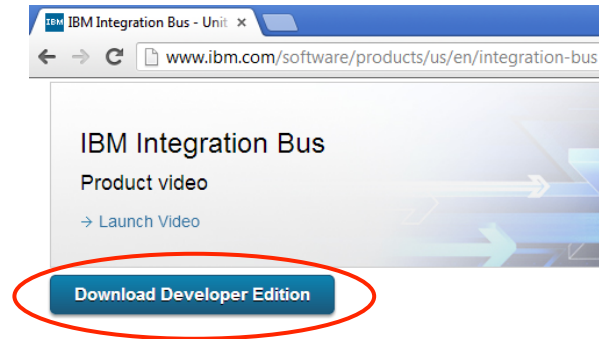 IBM
IBM Integration Bus - Unit
www.ibm.com/software/products/us/en/integration-bus
IBM Integration Bus
Product video
→ Launch Video
Download Developer Edition